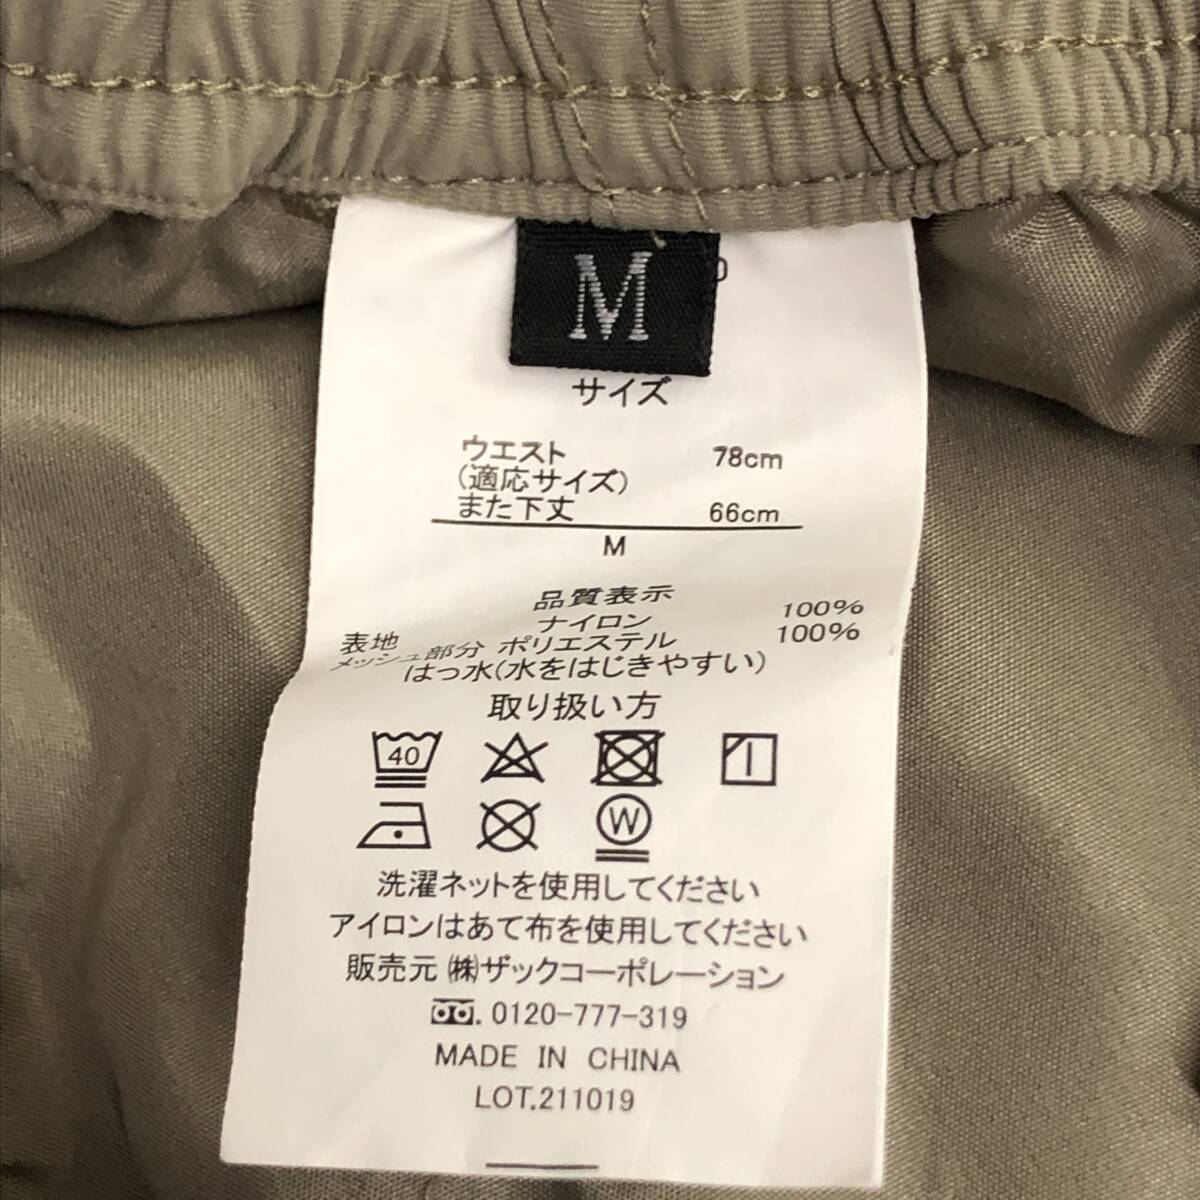 M
サイズ
ウエスト 78cm
(適応サイズ)
また下丈 66cm
M
品質表示
表地 ナイロン 100%
メッシュ部分 ポリエステル 100%
はっ水(水をはじきやすい)
取り扱い方
40
W
洗濯ネットを使用してください
アイロンはあて布を使用してください
販売元 ㈱ザックコーポレーション
. 0120-777-319
MADE IN CHINA
LOT.211019